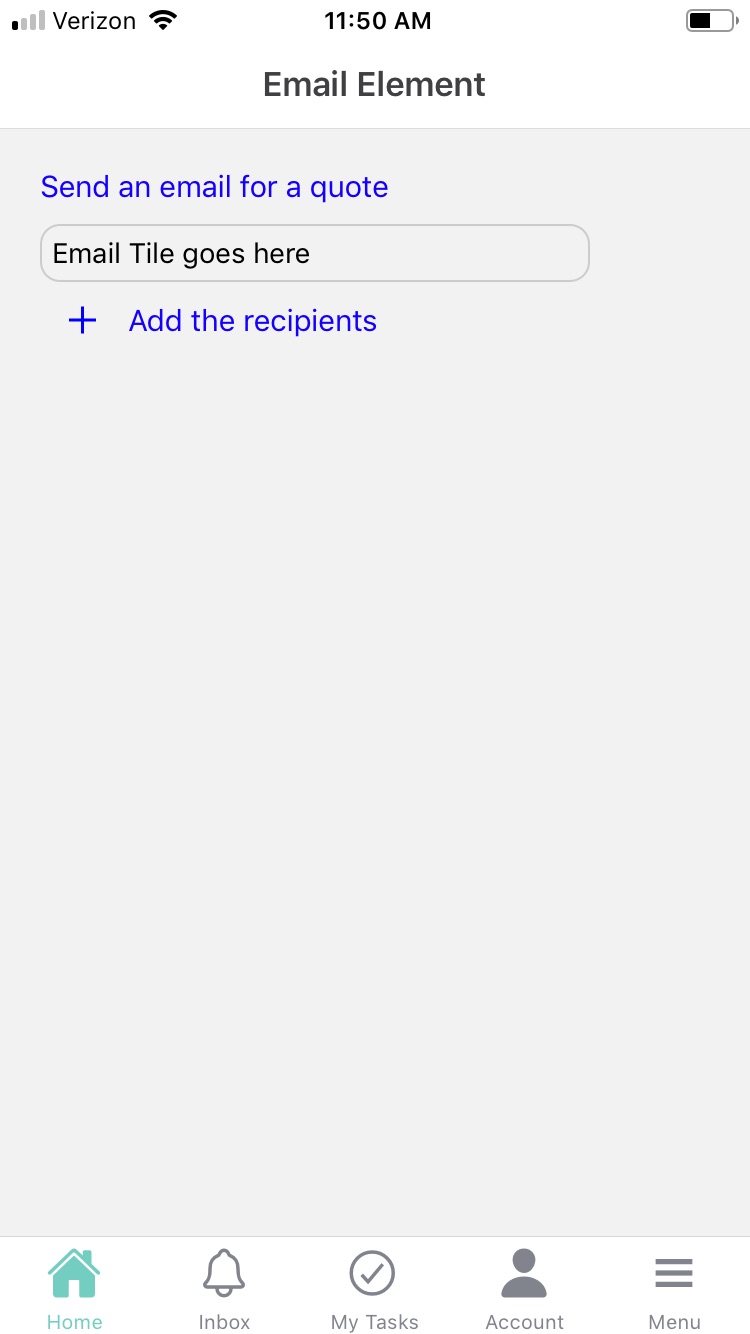 Verizon 11:50 AM
Email Element
Send an email for a quote
Email Tile goes here
+ Add the recipients
Home Inbox My Tasks Account Menu